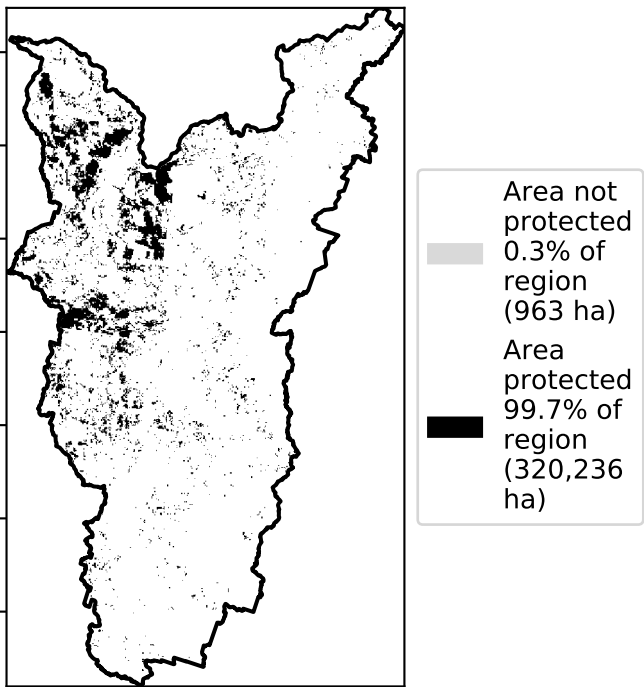 Area not
protected
0.3% of
region
(963 ha)
Area
protected
99.7% of
region
(320,236
ha)